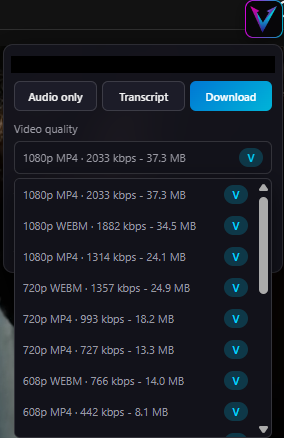 V
Audio only
Transcript
Download
Video quality
1080p MP4 · 2033 kbps - 37.3 MB V
1080p MP4 · 2033 kbps - 37.3 MB V
1080p WEBM · 1882 kbps - 34.5 MB V
1080p MP4 · 1314 kbps - 24.1 MB V
720p WEBM · 1357 kbps - 24.9 MB V
720p MP4 · 993 kbps - 18.2 MB V
720p MP4 · 727 kbps - 13.3 MB V
608p WEBM · 766 kbps - 14.0 MB V
608p MP4 · 442 kbps - 8.1 MB V